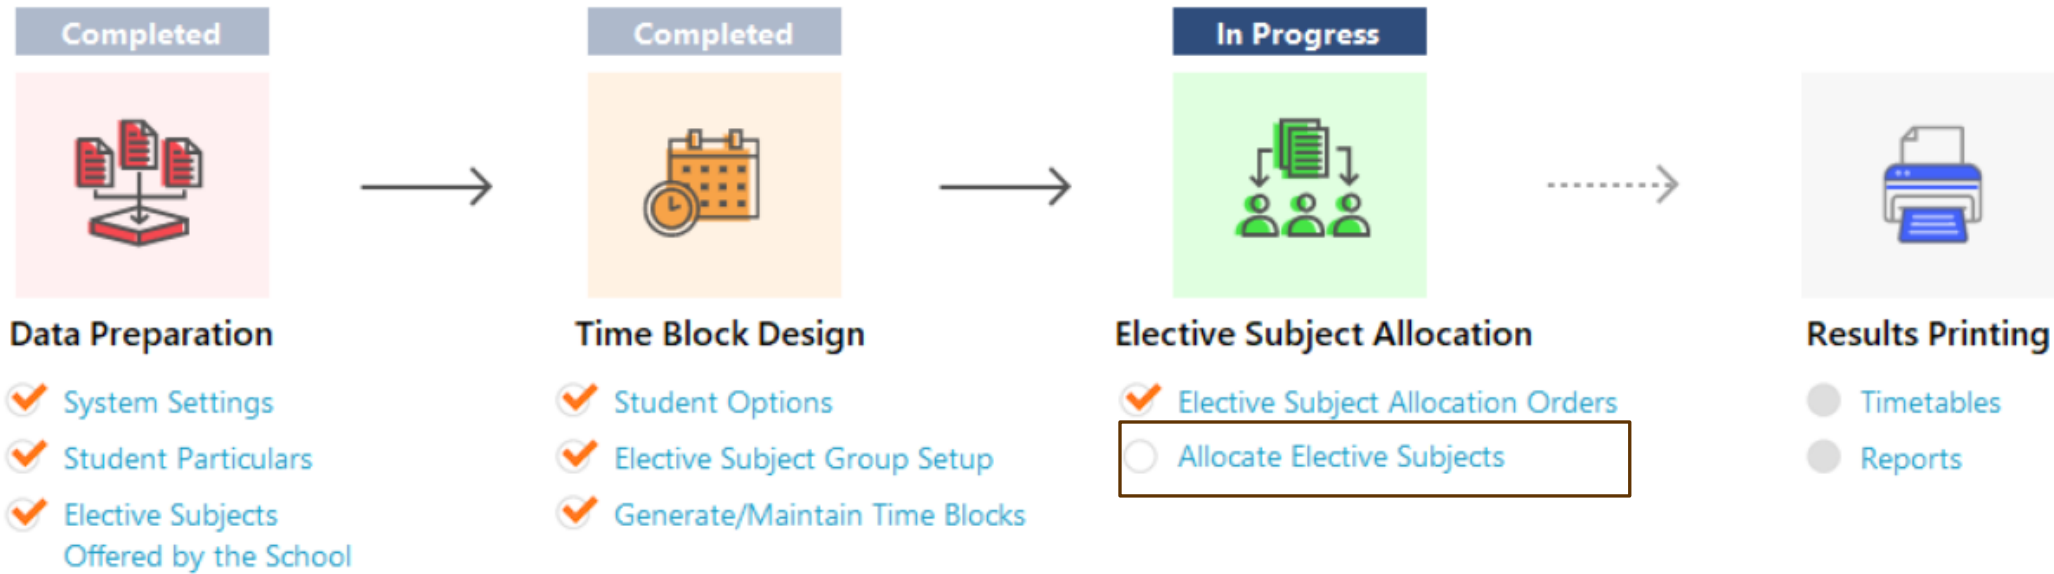 Completed
Completed
In Progress
Data Preparation
Time Block Design
Elective Subject Allocation
Results Printing
System Settings
Student Particulars
Elective Subjects
Offered by the School
Student Options
Elective Subject Group Setup
Generate/Maintain Time Blocks
Elective Subject Allocation Orders
Allocate Elective Subjects
Timetables
Reports